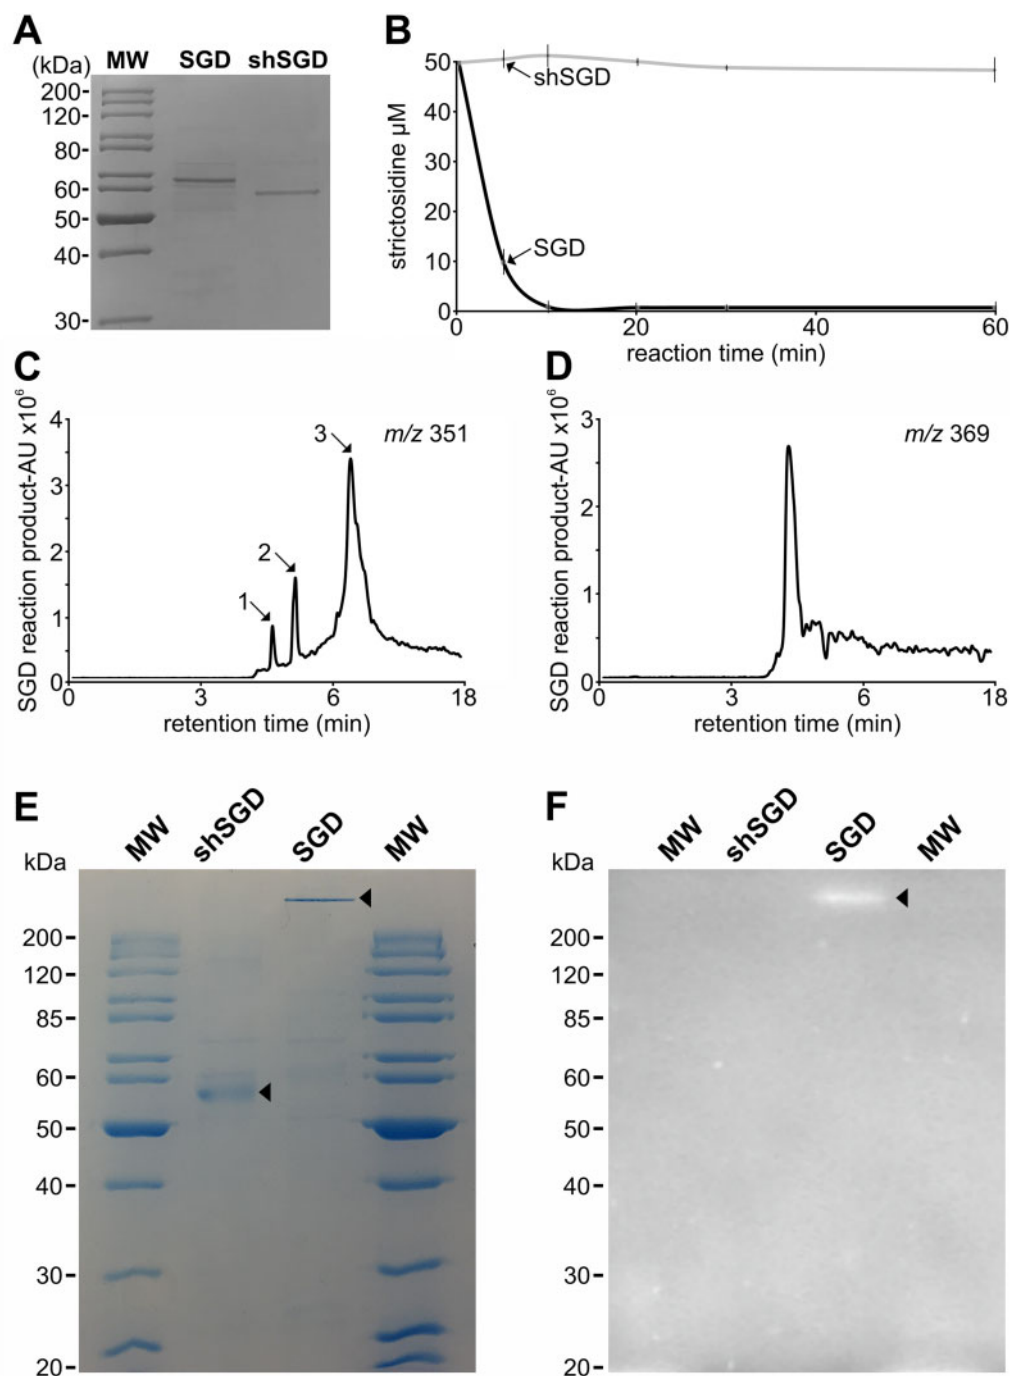 A
(kDa) MW SGD shSGD
200-
120-
80-
60-
50-
40-
30-
B
strictosidine µM
50
40
30
20
10
0
shSGD
SGD
0 20 40 60
reaction time (min)
C
SGD reaction product-AU x10⁶
4
3
2
1
0
1
2
3
m/z 351
0 3 6 18
retention time (min)
D
SGD reaction product-AU x10⁶
3
2
1
0
m/z 369
0 3 6 18
retention time (min)
E
kDa MW shSGD SGD MW
200-
120-
85-
60-
50-
40-
30-
20-
F
kDa MW shSGD SGD MW
200-
120-
85-
60-
50-
40-
30-
20-